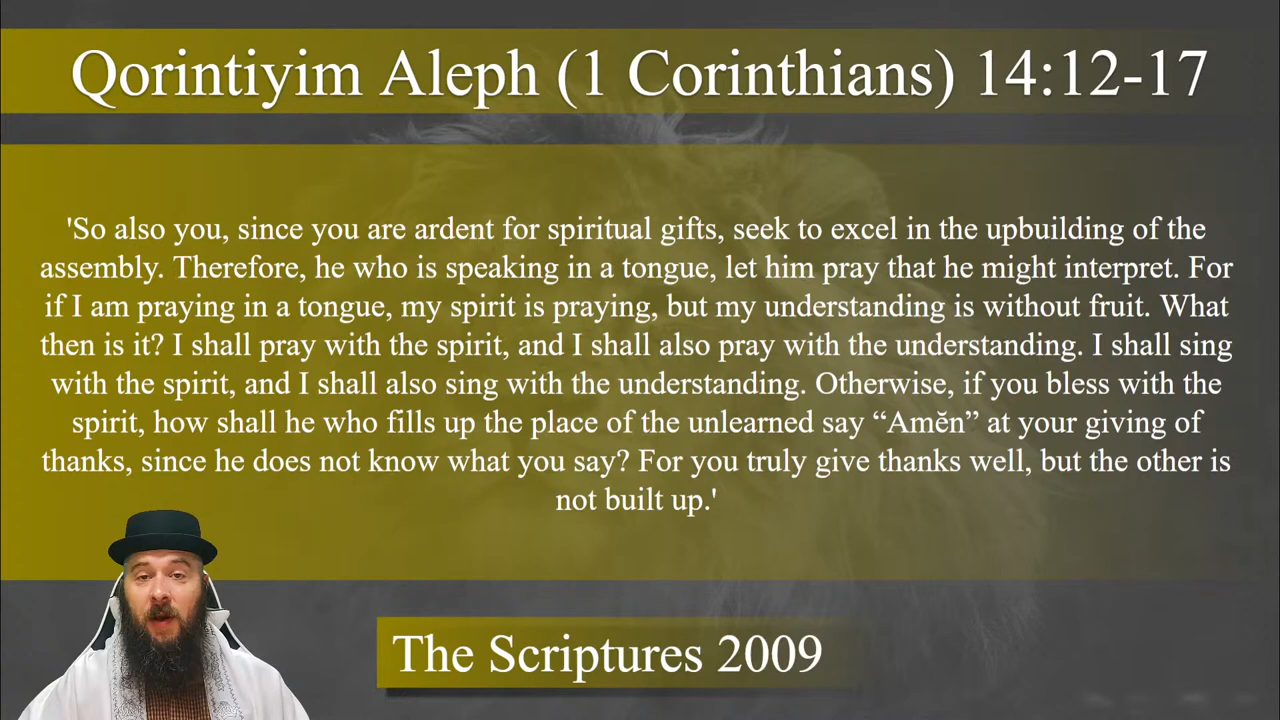 Qorintiyim Aleph (1 Corinthians) 14:12-17
'So also you, since you are ardent for spiritual gifts, seek to excel in the upbuilding of the
assembly. Therefore, he who is speaking in a tongue, let him pray that he might interpret. For
if I am praying in a tongue, my spirit is praying, but my understanding is without fruit. What
then is it? I shall pray with the spirit, and I shall also pray with the understanding. I shall sing
with the spirit, and I shall also sing with the understanding. Otherwise, if you bless with the
spirit, how shall he who fills up the place of the unlearned say “Amĕn” at your giving of
thanks, since he does not know what you say? For you truly give thanks well, but the other is
not built up.'
The Scriptures 2009